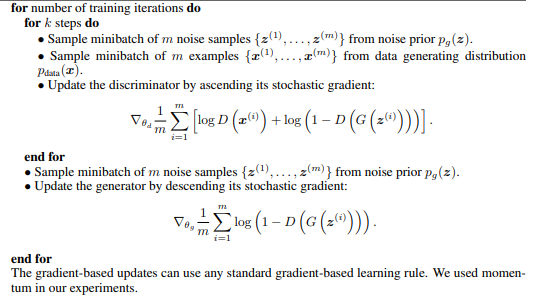 for number of training iterations do
for k steps do
• Sample minibatch of m noise samples {z^(1), . . . , z^(m)} from noise prior p_g(z).
• Sample minibatch of m examples {x^(1), . . . , x^(m)} from data generating distribution
p_data(x).
• Update the discriminator by ascending its stochastic gradient:
∇_{θ_d} 1/m ∑_{i=1}^{m} [log D (x^(i)) + log (1 − D (G (z^(i))))] .
end for
• Sample minibatch of m noise samples {z^(1), . . . , z^(m)} from noise prior p_g(z).
• Update the generator by descending its stochastic gradient:
∇_{θ_g} 1/m ∑_{i=1}^{m} log (1 − D (G (z^(i)))) .
end for
The gradient-based updates can use any standard gradient-based learning rule. We used momen-
tum in our experiments.